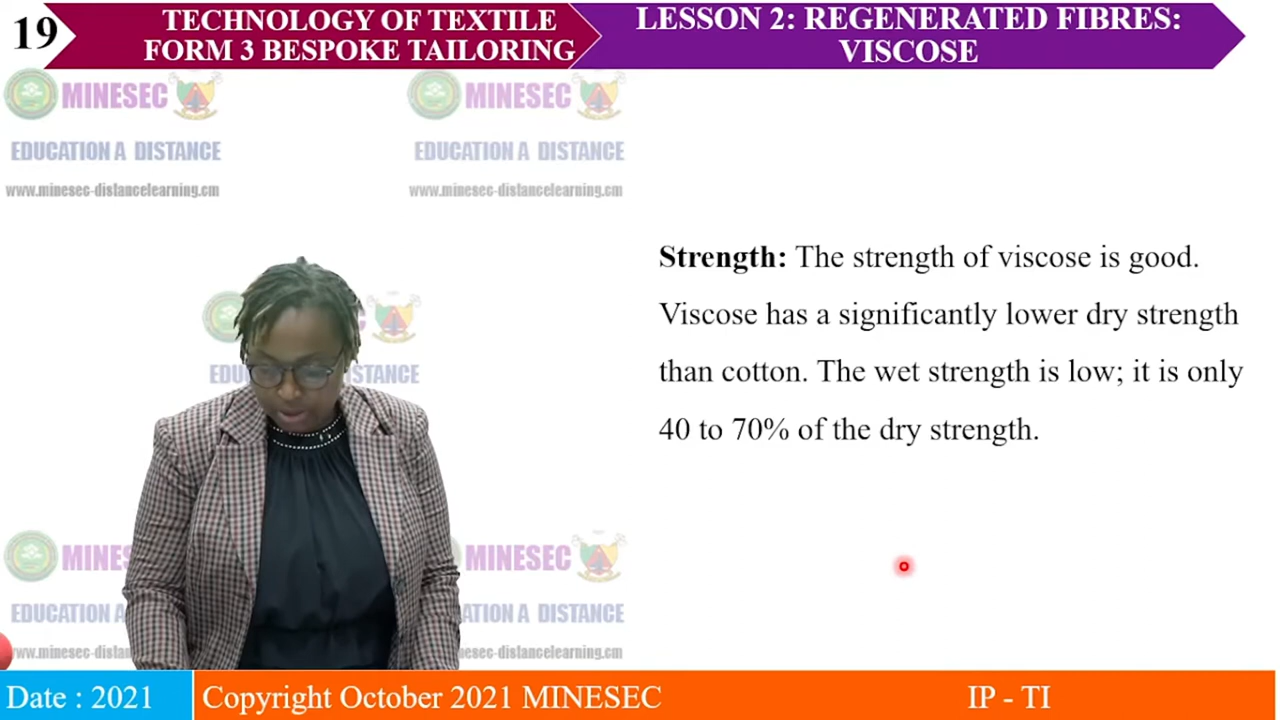 19
TECHNOLOGY OF TEXTILE
FORM 3 BESPOKE TAILORING
LESSON 2: REGENERATED FIBRES:
VISCOSE
MINESEC
MINESEC
EDUCATION A DISTANCE
EDUCATION A DISTANCE
www.minesec-distancelearning.cm
www.minesec-distancelearning.cm
Strength: The strength of viscose is good.
Viscose has a significantly lower dry strength
than cotton. The wet strength is low; it is only
40 to 70% of the dry strength.
MINESEC
EDUCATION A
Date : 2021
Copyright October 2021 MINESEC
IP - TI